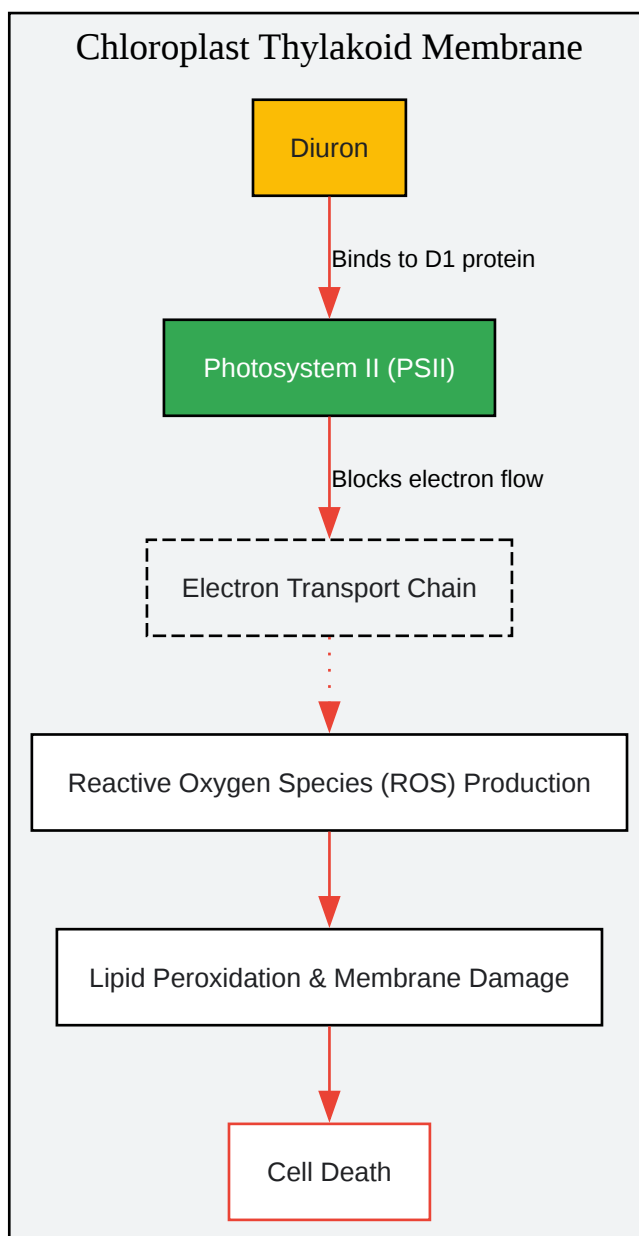 Chloroplast Thylakoid Membrane
Diuron
Binds to D1 protein
Photosystem II (PSII)
Blocks electron flow
Electron Transport Chain
Reactive Oxygen Species (ROS) Production
Lipid Peroxidation & Membrane Damage
Cell Death